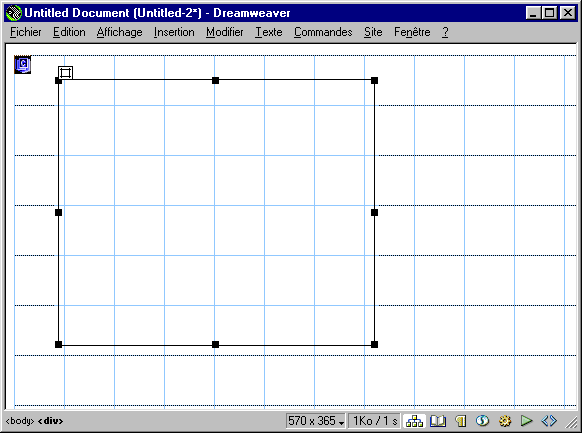 Untitled Document (Untitled-2*) - Dreamweaver
Fichier Edition Affichage Insertion Modifier Texte Commandes Site Fenêtre ?
C
<body> <div> 570 x 365 1Ko / 1 s